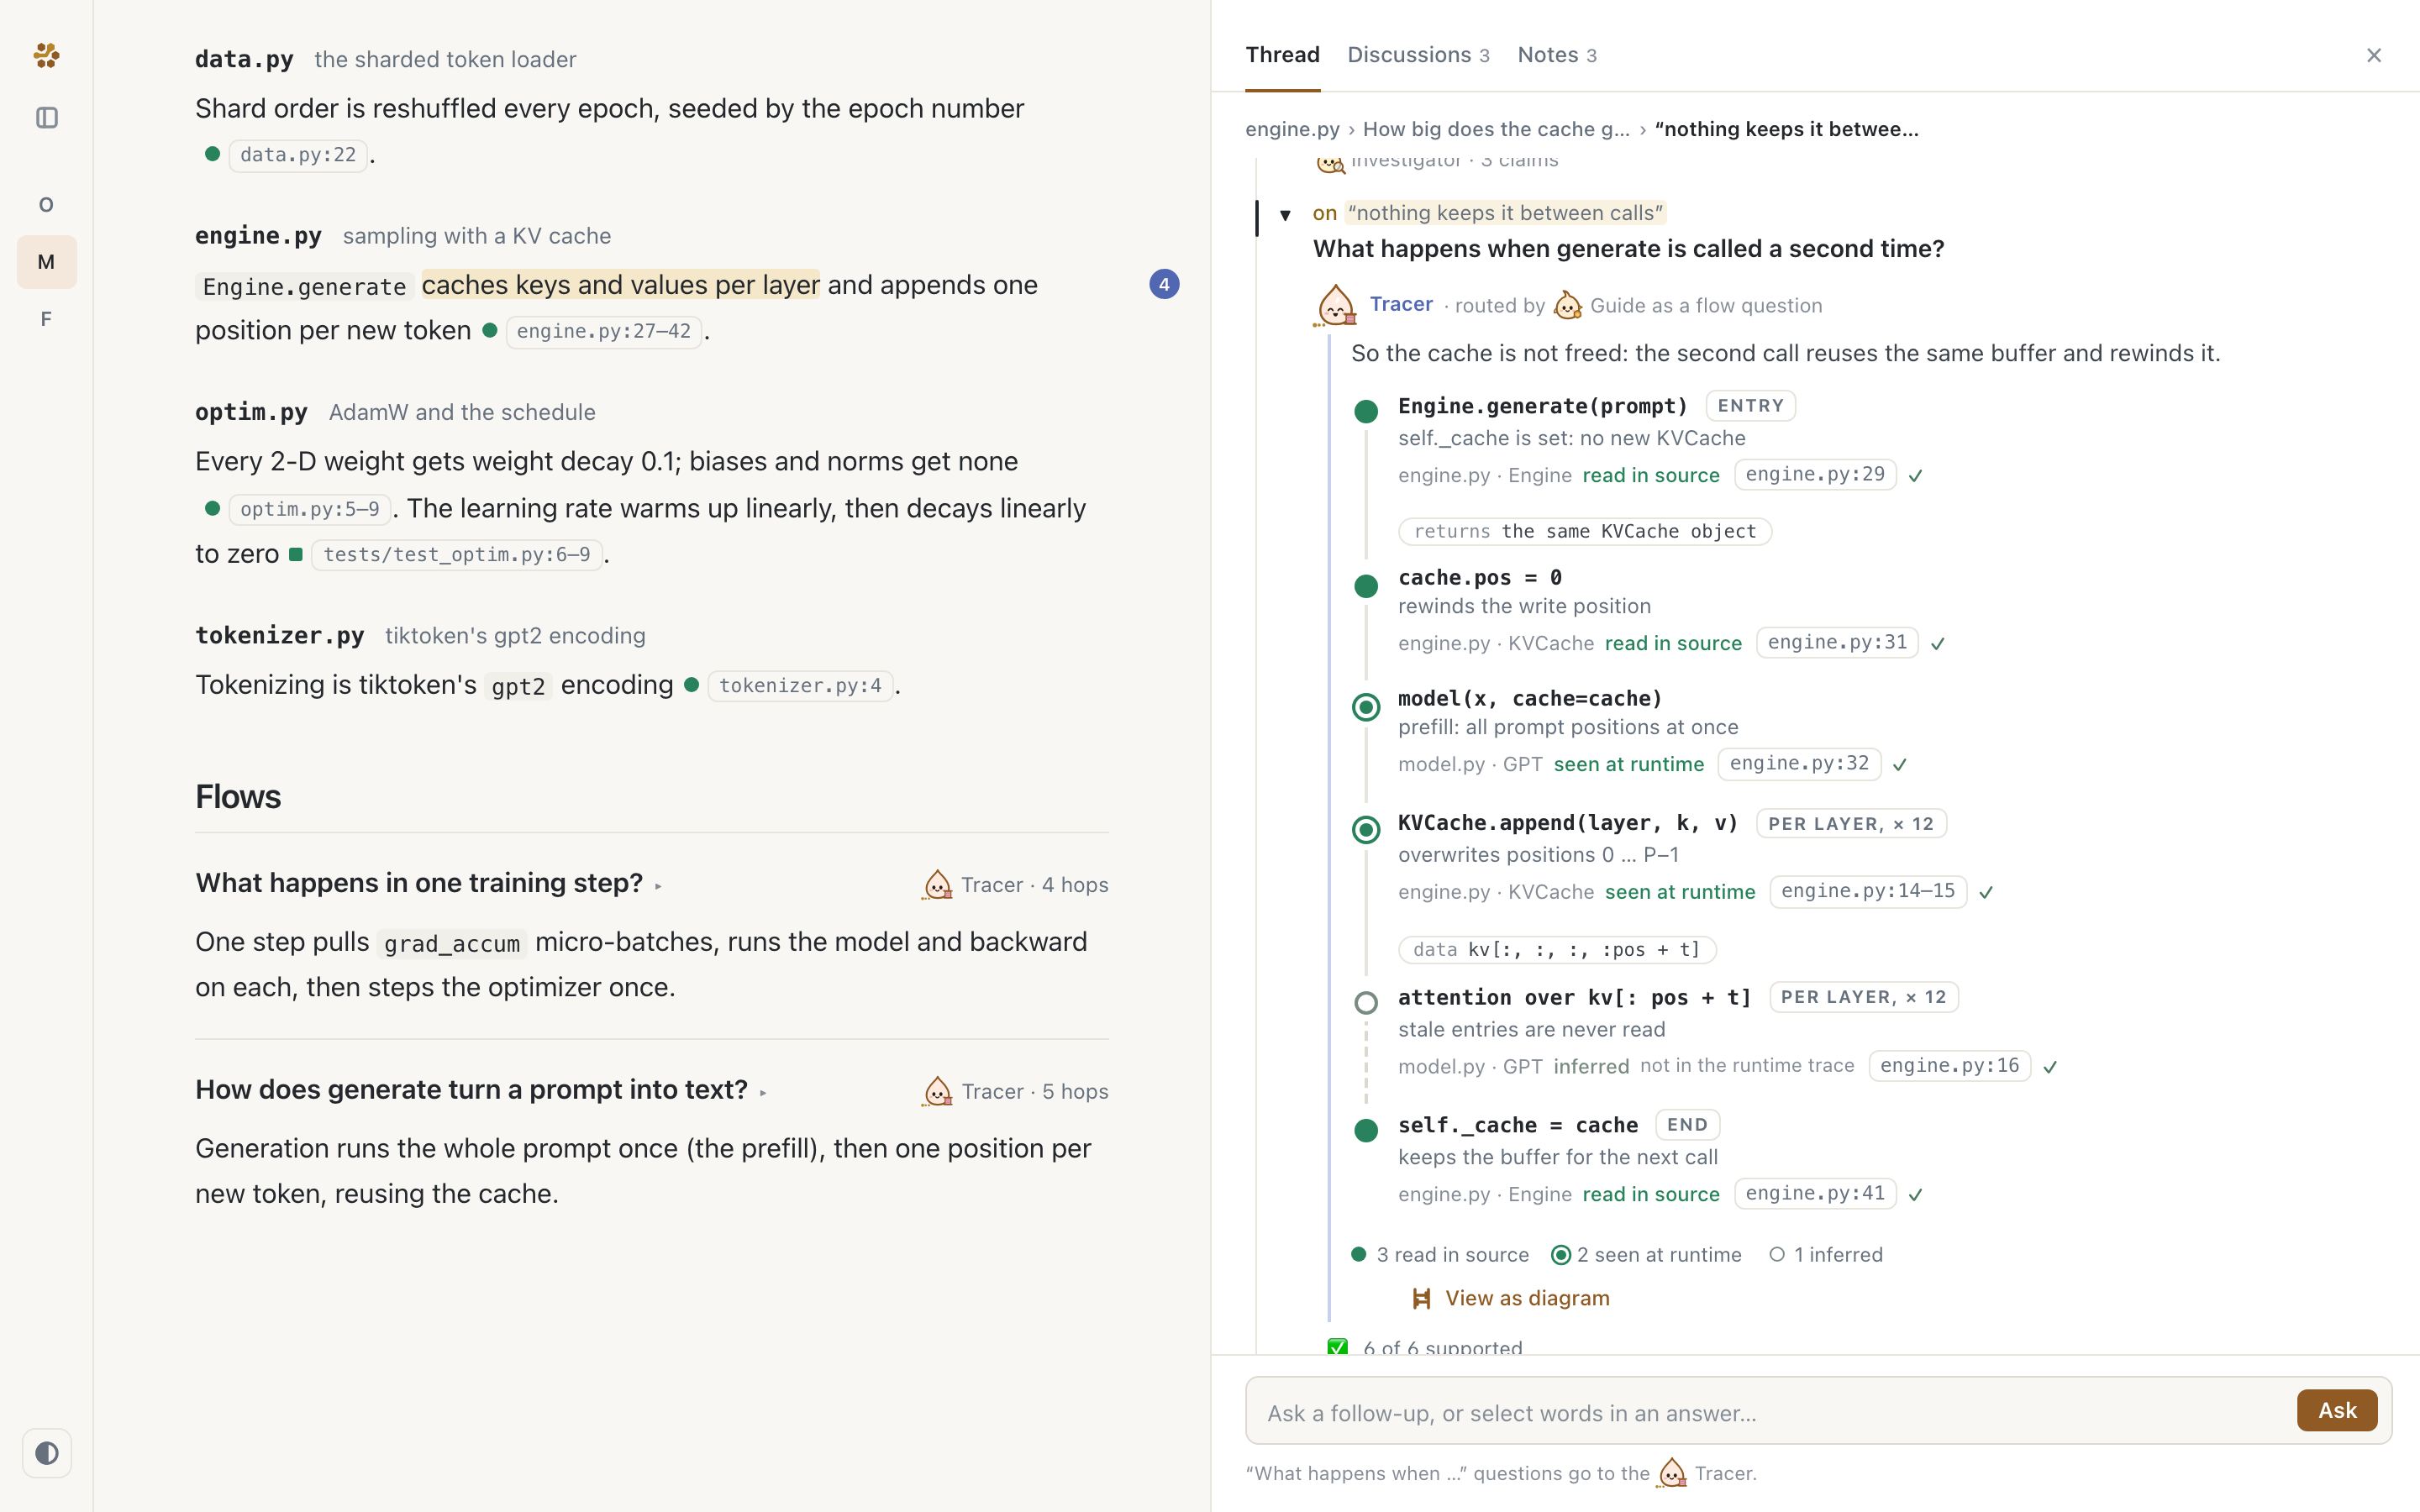 O
M
F
data.py the sharded token loader
Shard order is reshuffled every epoch, seeded by the epoch number
data.py:22 .
engine.py sampling with a KV cache
Engine.generate caches keys and values per layer and appends one
4
position per new token engine.py:27–42 .
optim.py AdamW and the schedule
Every 2-D weight gets weight decay 0.1; biases and norms get none
optim.py:5–9 . The learning rate warms up linearly, then decays linearly
to zero tests/test_optim.py:6–9 .
tokenizer.py tiktoken's gpt2 encoding
Tokenizing is tiktoken's gpt2 encoding tokenizer.py:4 .
Flows
What happens in one training step? ▸ Tracer · 4 hops
One step pulls grad_accum micro-batches, runs the model and backward
on each, then steps the optimizer once.
How does generate turn a prompt into text? ▸ Tracer · 5 hops
Generation runs the whole prompt once (the prefill), then one position per
new token, reusing the cache.
Thread Discussions 3 Notes 3
engine.py › How big does the cache g... › “nothing keeps it betwee...
Investigator · 3 claims
on “nothing keeps it between calls”
What happens when generate is called a second time?
Tracer · routed by Guide as a flow question
So the cache is not freed: the second call reuses the same buffer and rewinds it.
Engine.generate(prompt) ENTRY
self._cache is set: no new KVCache
engine.py · Engine read in source engine.py:29 ✓
returns the same KVCache object
cache.pos = 0
rewinds the write position
engine.py · KVCache read in source engine.py:31 ✓
model(x, cache=cache)
prefill: all prompt positions at once
model.py · GPT seen at runtime engine.py:32 ✓
KVCache.append(layer, k, v) PER LAYER, × 12
overwrites positions 0 … P−1
engine.py · KVCache seen at runtime engine.py:14–15 ✓
data kv[:, :, :, :pos + t]
attention over kv[: pos + t] PER LAYER, × 12
stale entries are never read
model.py · GPT inferred not in the runtime trace engine.py:16 ✓
self._cache = cache END
keeps the buffer for the next call
engine.py · Engine read in source engine.py:41 ✓
3 read in source 2 seen at runtime 1 inferred
View as diagram
6 of 6 supported
Ask a follow-up, or select words in an answer…
Ask
“What happens when …” questions go to the Tracer.